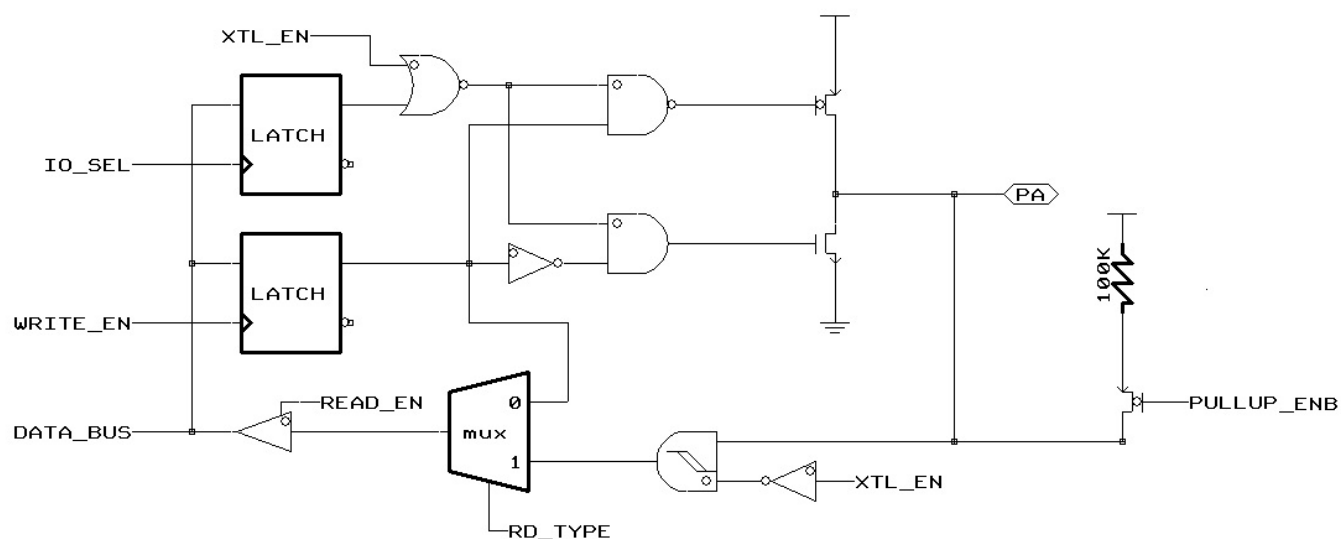 XTL_EN
LATCH
IO_SEL
PA
100K
LATCH
WRITE_EN
READ_EN
0
PULLUP_ENB
DATA_BUS
mux
1
XTL_EN
RD_TYPE